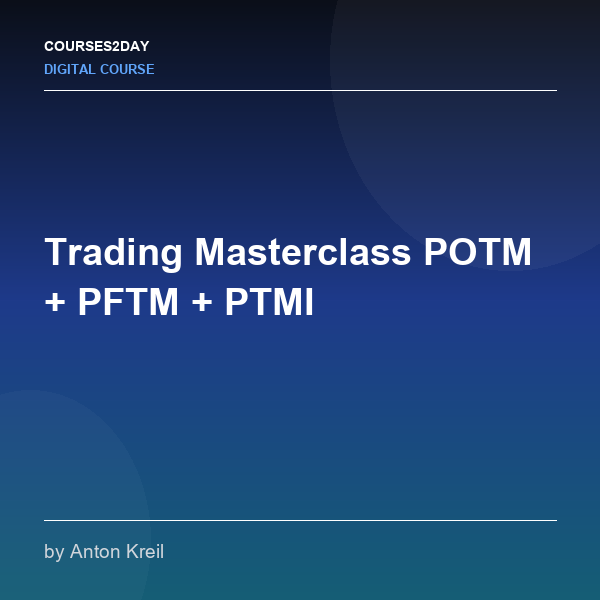 COURSES2DAY
DIGITAL COURSE
Trading Masterclass POTM
+ PFTM + PTMI
by Anton Kreil